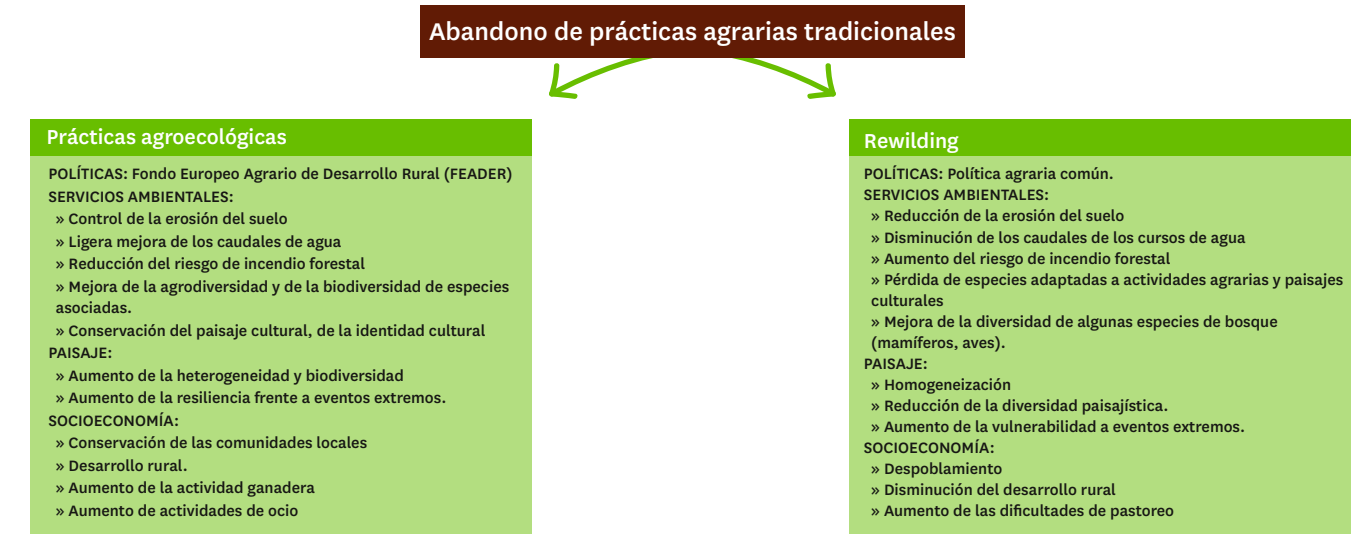 Abandono de prácticas agrarias tradicionales
Prácticas agroecológicas
POLÍTICAS: Fondo Europeo Agrario de Desarrollo Rural (FEADER)
SERVICIOS AMBIENTALES:
» Control de la erosión del suelo
» Ligera mejora de los caudales de agua
» Reducción del riesgo de incendio forestal
» Mejora de la agrodiversidad y de la biodiversidad de especies
asociadas.
» Conservación del paisaje cultural, de la identidad cultural
PAISAJE:
» Aumento de la heterogeneidad y biodiversidad
» Aumento de la resiliencia frente a eventos extremos.
SOCIOECONOMÍA:
» Conservación de las comunidades locales
» Desarrollo rural.
» Aumento de la actividad ganadera
» Aumento de actividades de ocio
Rewilding
POLÍTICAS: Política agraria común.
SERVICIOS AMBIENTALES:
» Reducción de la erosión del suelo
» Disminución de los caudales de los cursos de agua
» Aumento del riesgo de incendio forestal
» Pérdida de especies adaptadas a actividades agrarias y paisajes
culturales
» Mejora de la diversidad de algunas especies de bosque
(mamíferos, aves).
PAISAJE:
» Homogeneización
» Reducción de la diversidad paisajística.
» Aumento de la vulnerabilidad a eventos extremos.
SOCIOECONOMÍA:
» Despoblamiento
» Disminución del desarrollo rural
» Aumento de las dificultades de pastoreo